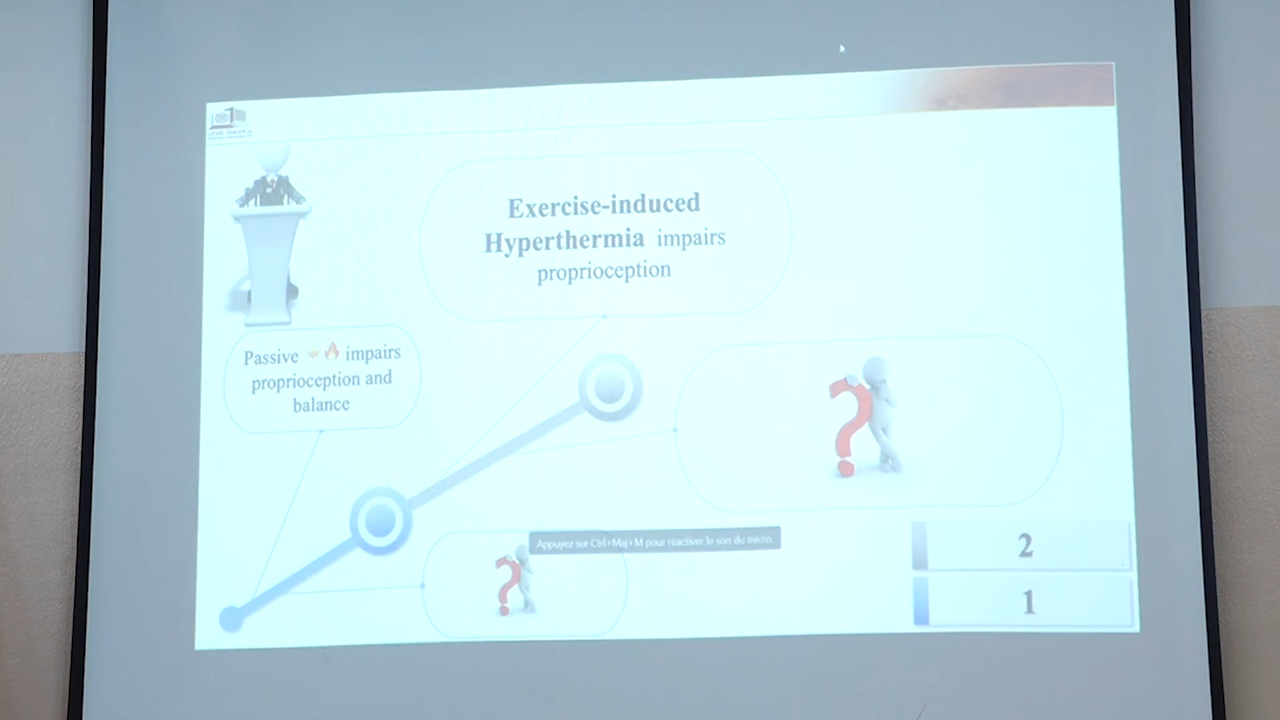 Exercise-induced
Hyperthermia impairs
proprioception
Passive 🔥 impairs
proprioception and
balance
Appuyez sur Ctrl+Maj+M pour réactiver le son du micro.
2
1